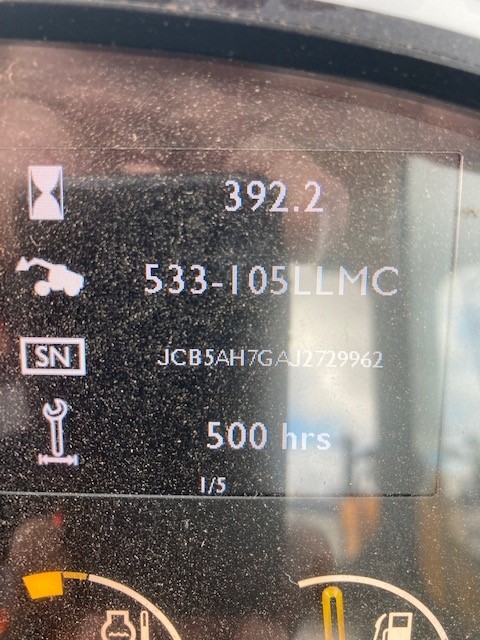 392.2
533-105LLMC
SN JCB5AH7GAJ2729962
500 hrs
1/5